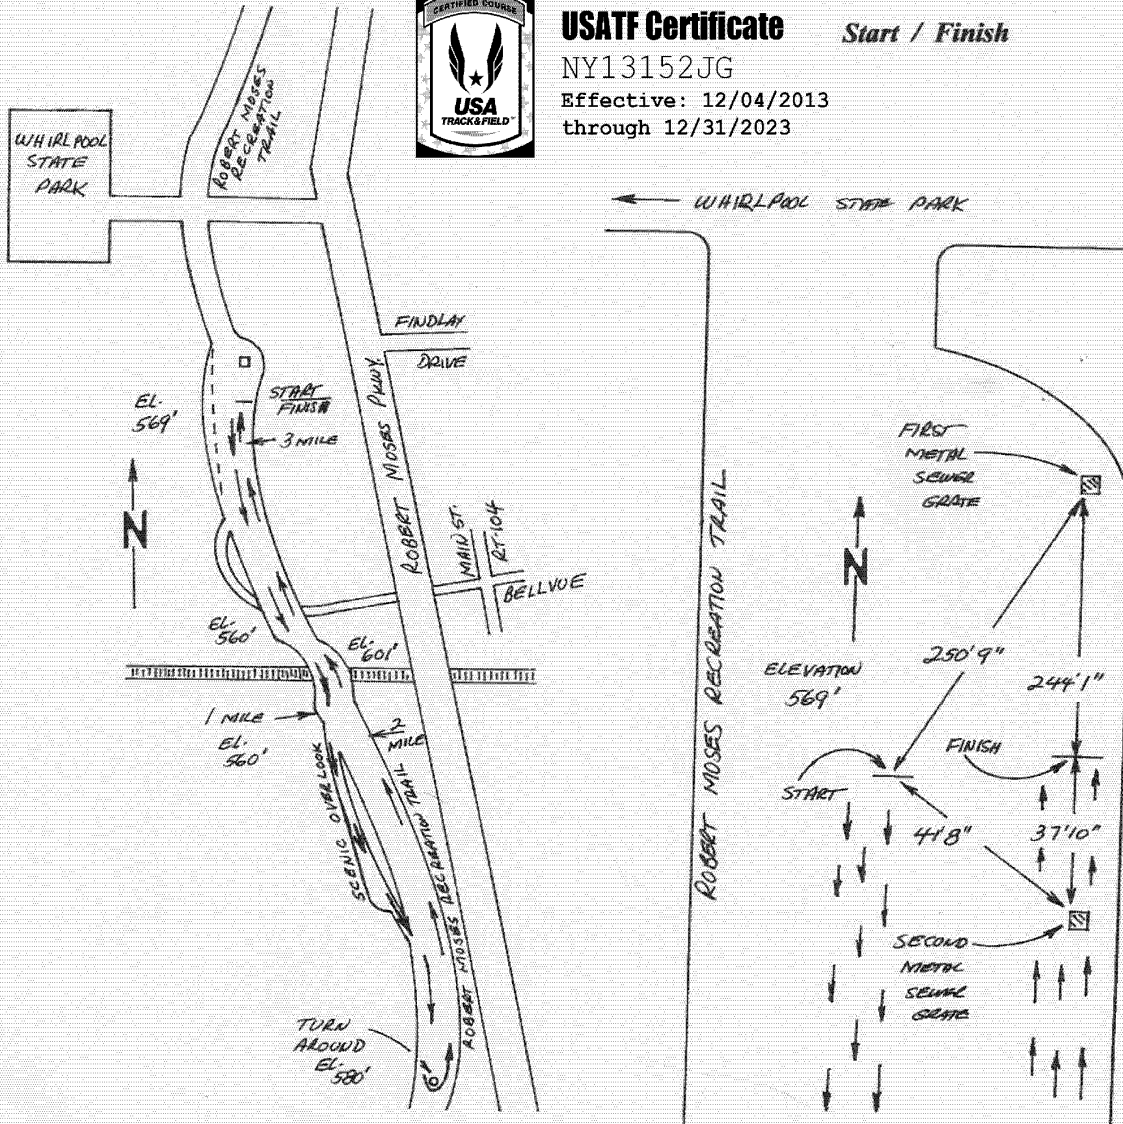 CERTIFIED COURSE
USA
TRACK&FIELD
USATF Certificate
NY13152JG
Effective: 12/04/2013
through 12/31/2023
Start / Finish
WHIRLPOOL
STATE
PARK
ROBERT MOSES
RECREATION
TRAIL
FINDLAY
DRIVE
EL-
569'
START
FINISH
3 MILE
ROBERT MOSES PKWY.
N
MAIN ST.
RT-104
BELLVUE
EL-
560'
EL-
601'
1 MILE
EL-
560'
2
MILE
SCENIC OVERLOOK
ROBERT MOSES RECREATION TRAIL
TURN
AROUND
EL-
580'
6'
WHIRLPOOL STATE PARK
ROBERT MOSES RECREATION TRAIL
FIRST
METAL
SEWER
GRATE
N
ELEVATION
569'
250'9"
244'1"
START
FINISH
41'8"
37'10"
SECOND
METAL
SEWER
GRATE